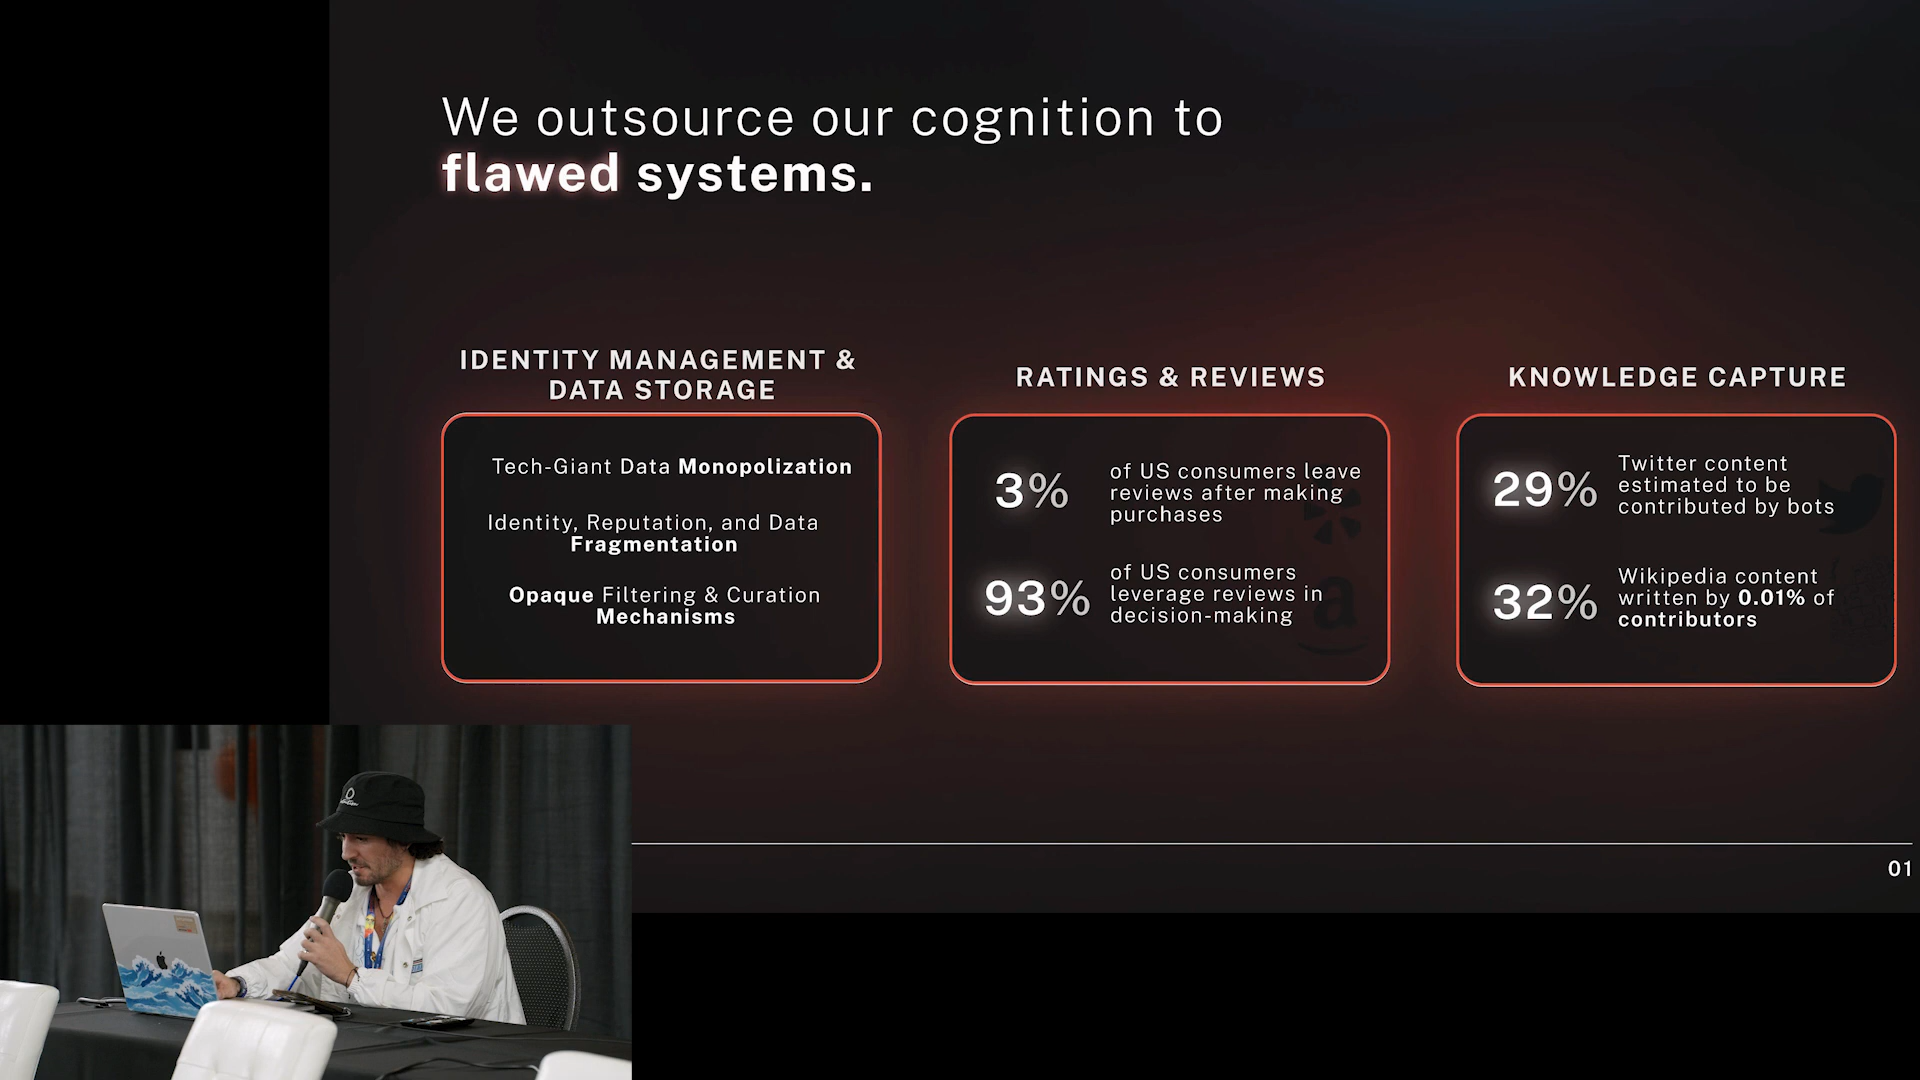 We outsource our cognition to
flawed systems.
IDENTITY MANAGEMENT &
DATA STORAGE
Tech-Giant Data Monopolization
Identity, Reputation, and Data
Fragmentation
Opaque Filtering & Curation
Mechanisms
RATINGS & REVIEWS
3%
of US consumers leave
reviews after making
purchases
93%
of US consumers
leverage reviews in
decision-making
KNOWLEDGE CAPTURE
29%
Twitter content
estimated to be
contributed by bots
32%
Wikipedia content
written by 0.01% of
contributors
01